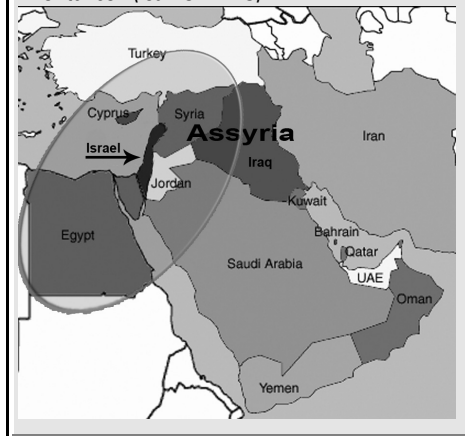 Turkey
Cyprus
Syria
Assyria
Israel
Iran
Iraq
Jordan
Kuwait
Egypt
Bahrain
Qatar
Saudi Arabia
UAE
Oman
Yemen